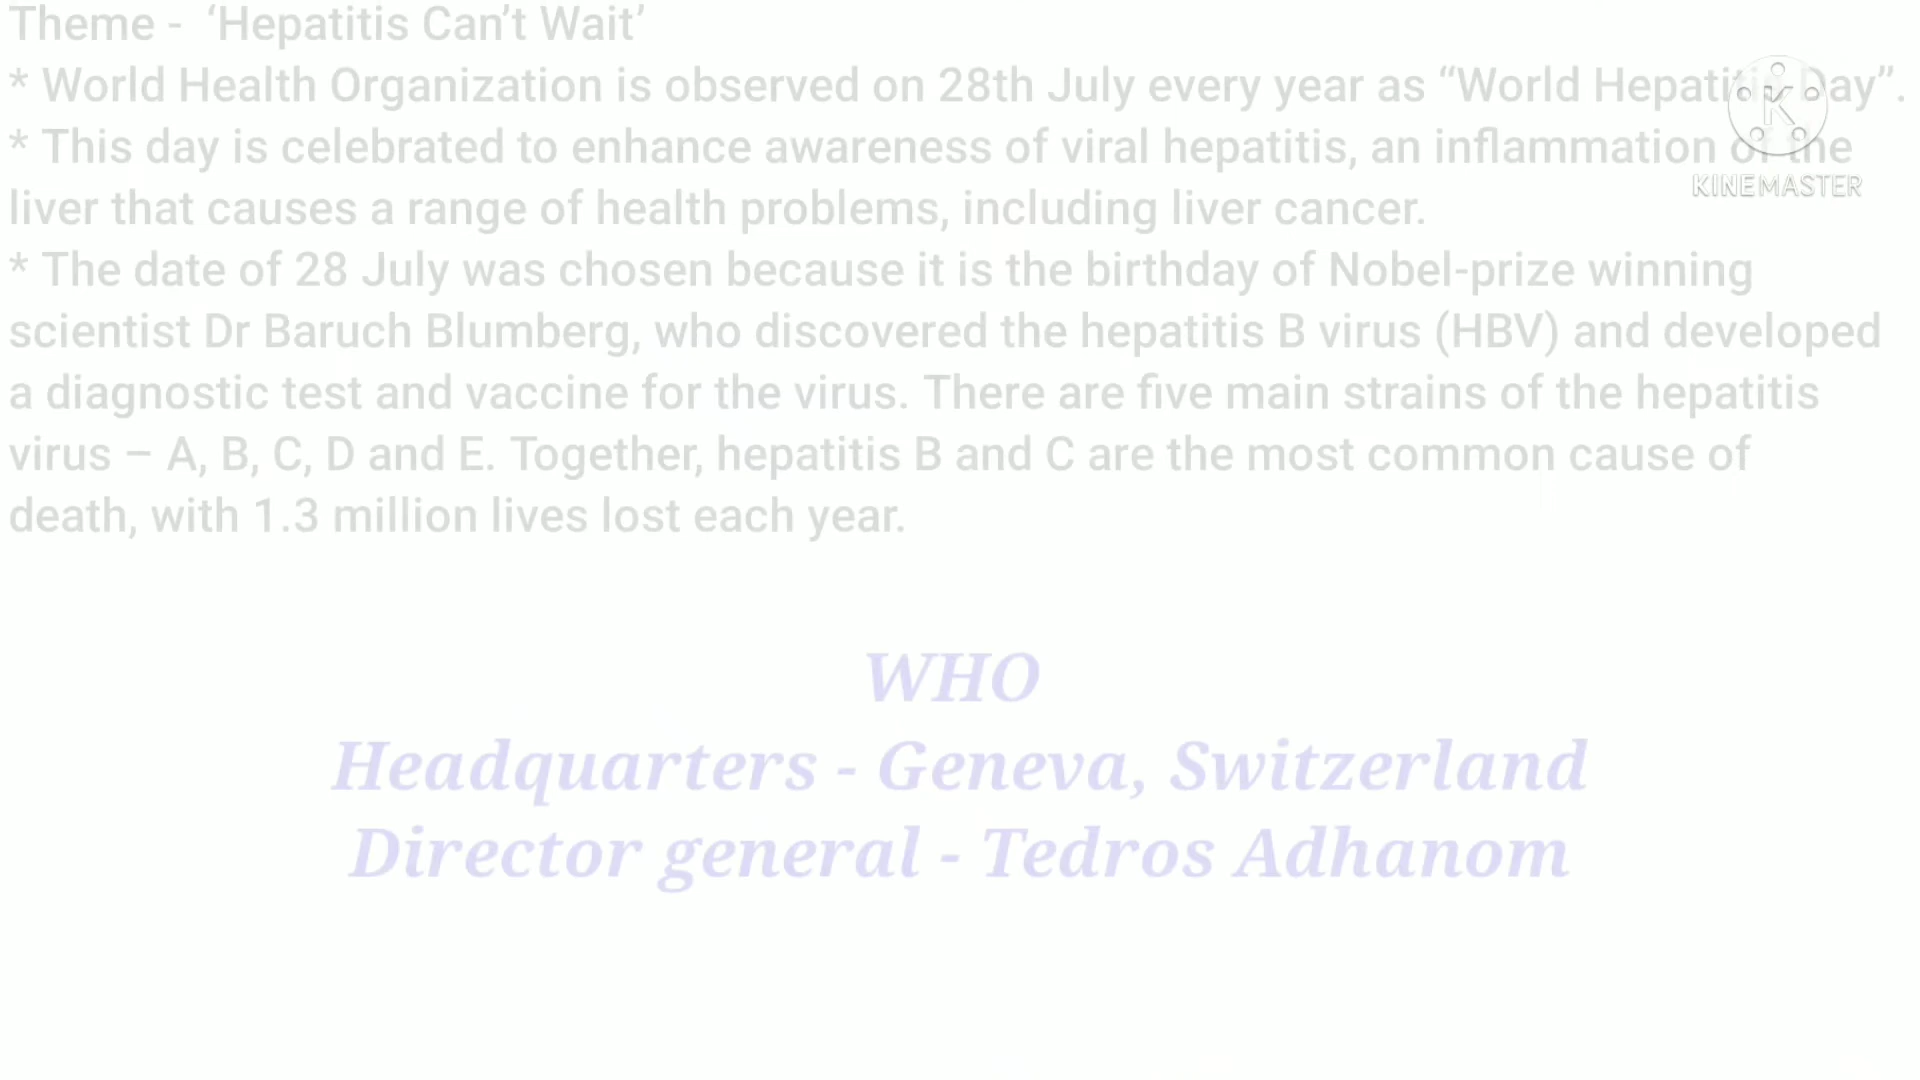 Theme -  ‘Hepatitis Can’t Wait’
* World Health Organization is observed on 28th July every year as “World Hepatitis Day”.
* This day is celebrated to enhance awareness of viral hepatitis, an inflammation of the
liver that causes a range of health problems, including liver cancer.
* The date of 28 July was chosen because it is the birthday of Nobel-prize winning
scientist Dr Baruch Blumberg, who discovered the hepatitis B virus (HBV) and developed
a diagnostic test and vaccine for the virus. There are five main strains of the hepatitis
virus – A, B, C, D and E. Together, hepatitis B and C are the most common cause of
death, with 1.3 million lives lost each year.
K
KINEMASTER
WHO
Headquarters - Geneva, Switzerland
Director general - Tedros Adhanom